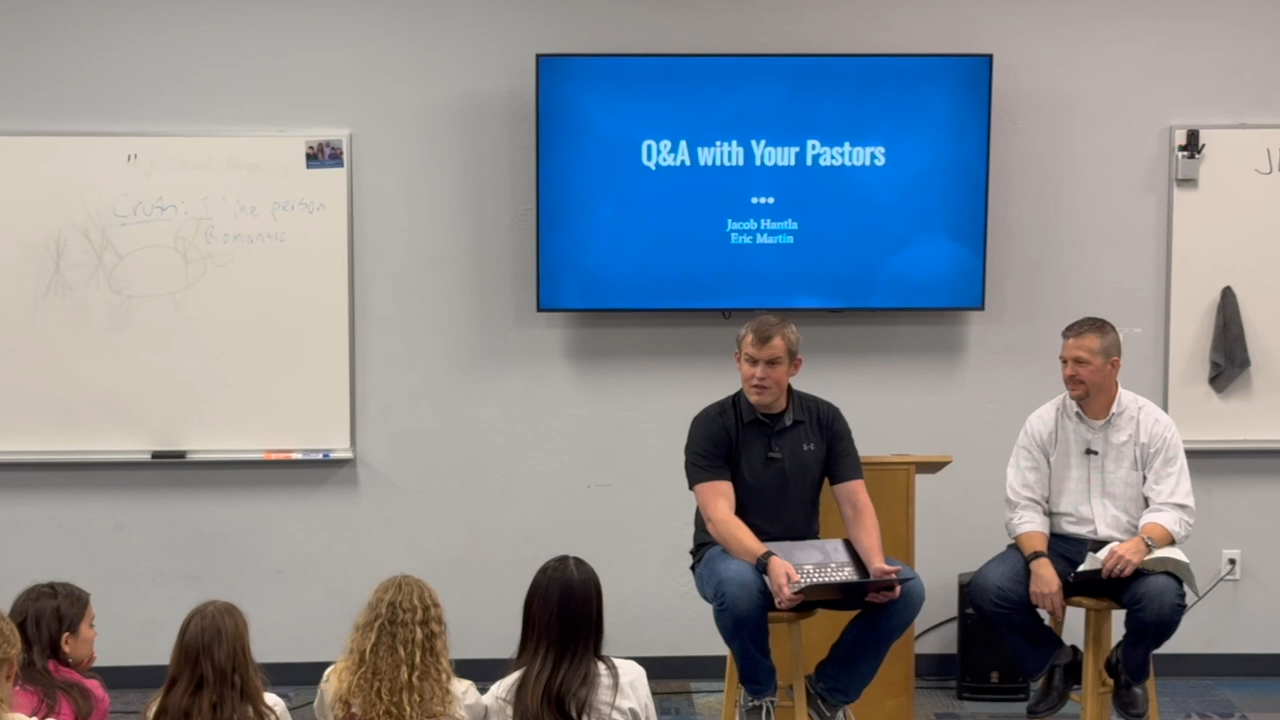 Q&A with Your Pastors
Jacob Hantla
Eric Martin
Crush: I like the person
Romantic